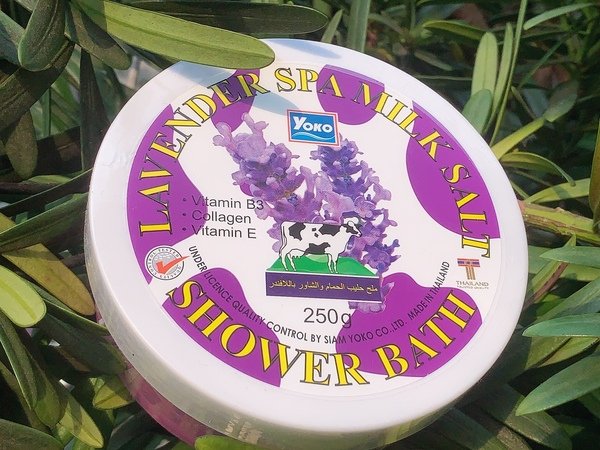 LAVENDER SPA MILK SALT
YOKO
• Vitamin B3
• Collagen
• Vitamin E
ملح حليب الحمام والشاور باللافندر
250g
THAILAND
UNDER LICENCE QUALITY CONTROL BY SIAM YOKO CO.,LTD. MADE IN THAILAND
SHOWER BATH